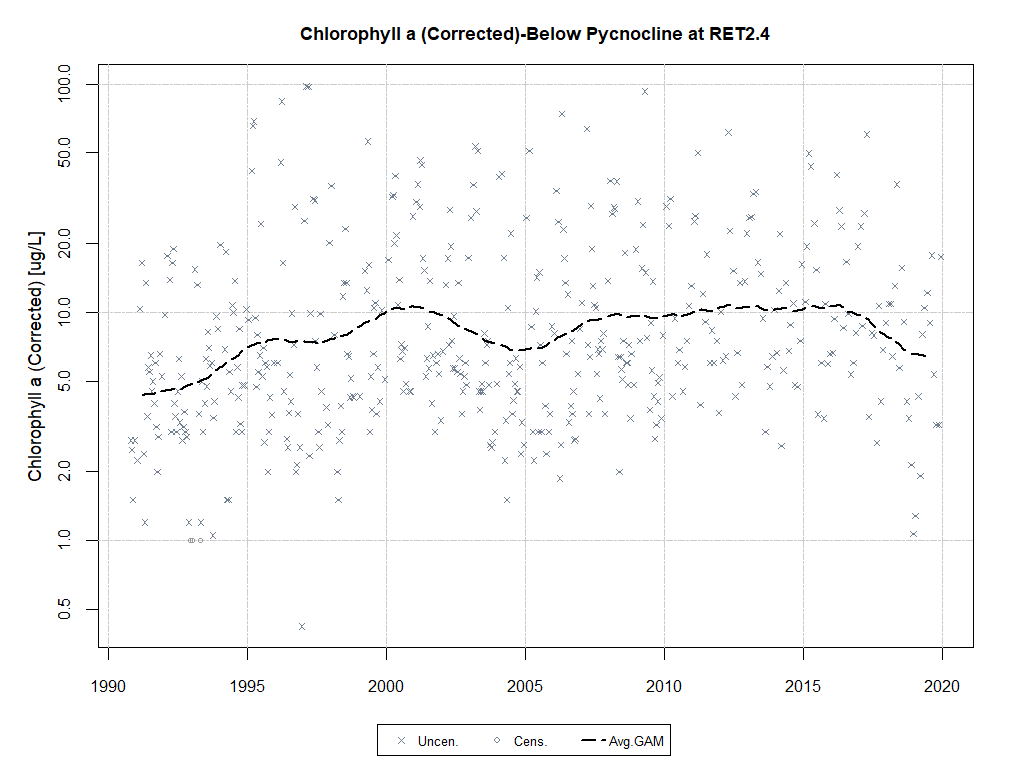 Chlorophyll a (Corrected)-Below Pycnocline at RET2.4
Chlorophyll a (Corrected) [ug/L]
100.0
50.0
20.0
10.0
5.0
2.0
1.0
0.5
1990 1995 2000 2005 2010 2015 2020
Uncen. Cens. Avg.GAM